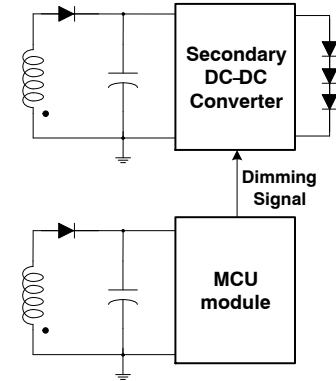 Secondary
DC-DC
Converter
Dimming
Signal
MCU
module